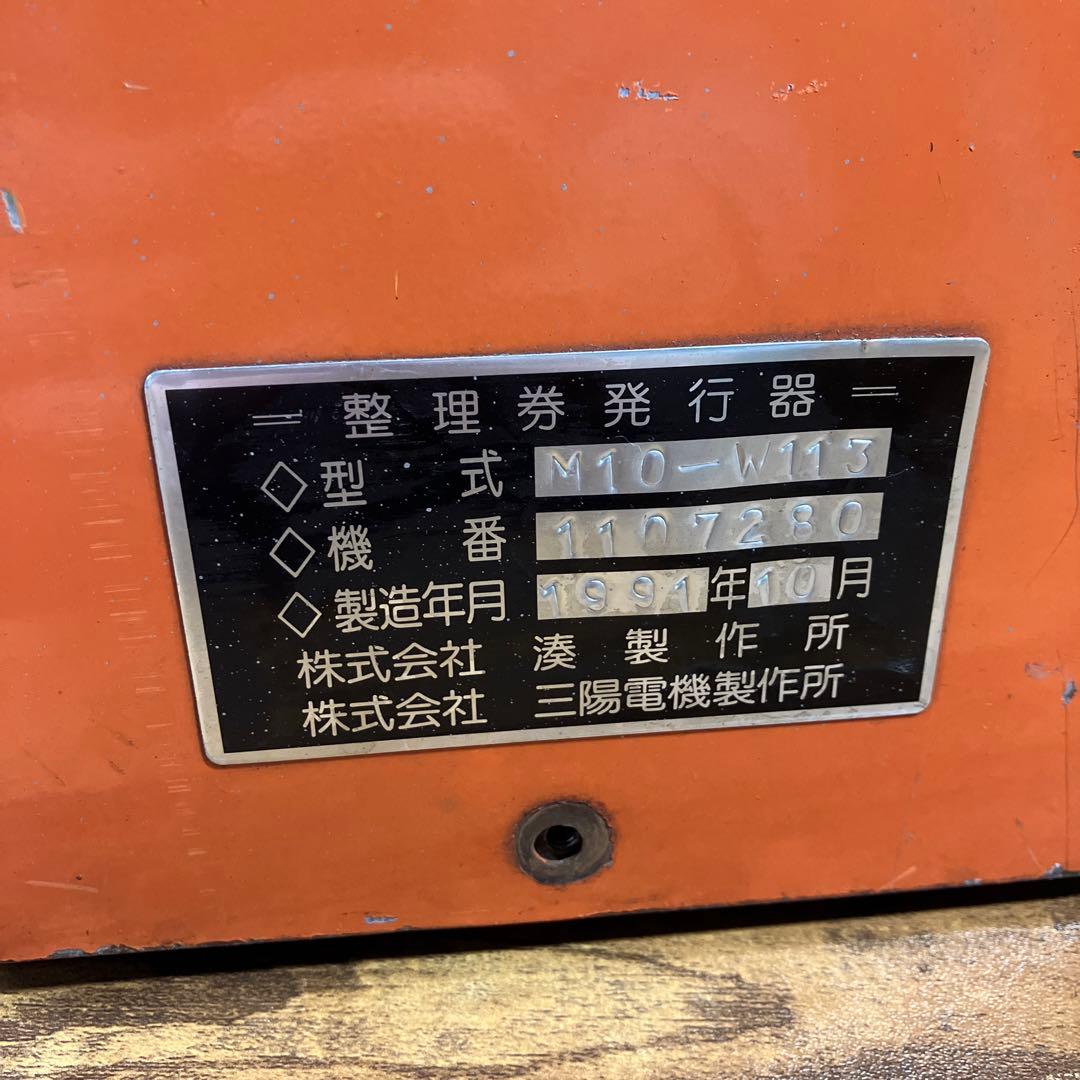 =整理券発行器=
◇型式 M10-W113
◇機番 1107280
◇製造年月 1991年10月
株式会社 湊製作所
株式会社 三陽電機製作所